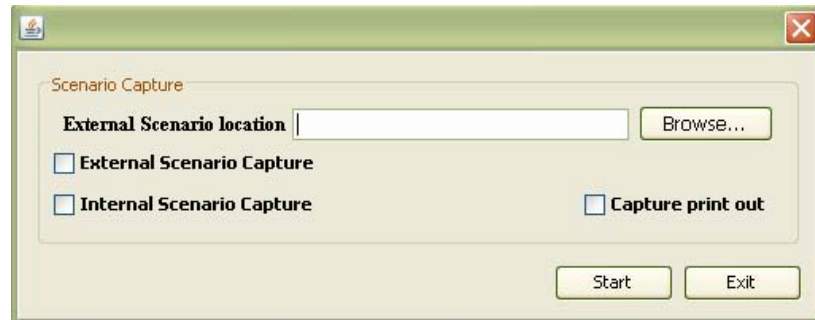 Scenario Capture
External Scenario location Browse...
External Scenario Capture
Internal Scenario Capture Capture print out
Start Exit